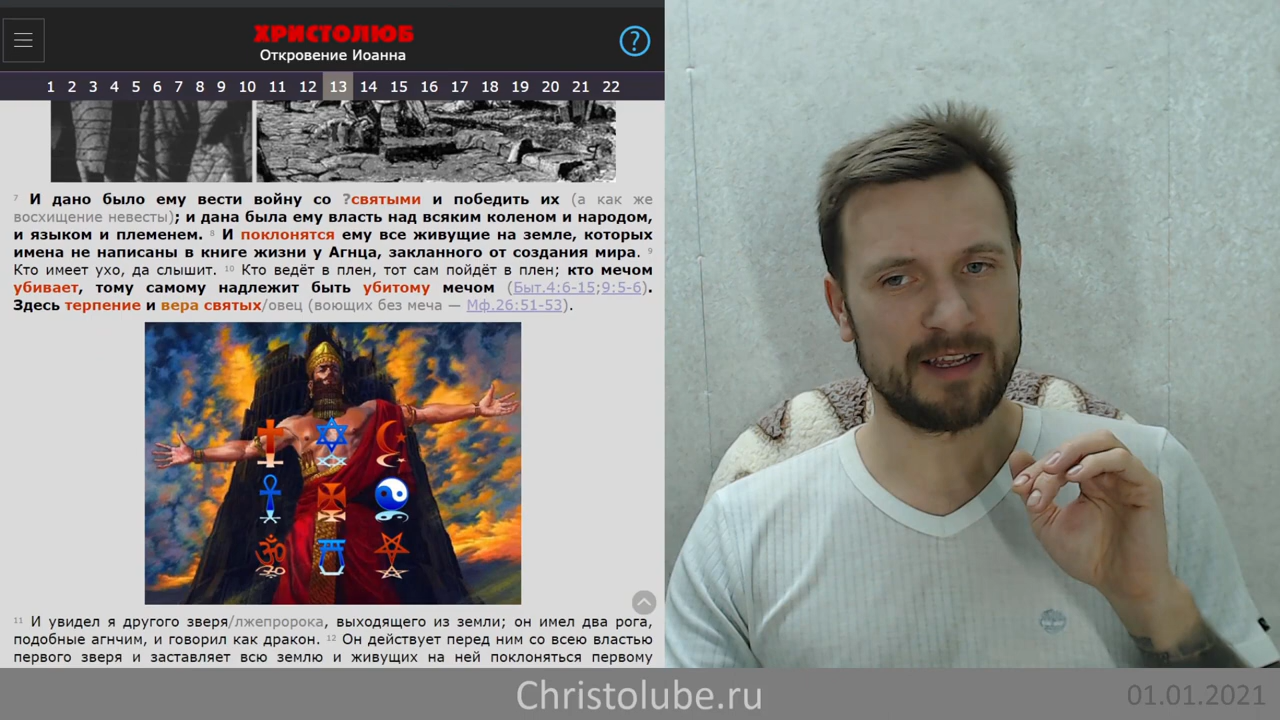 ХРИСТОЛЮБ
Откровение Иоанна
?
1 2 3 4 5 6 7 8 9 10 11 12 13 14 15 16 17 18 19 20 21 22
7 И дано было ему вести войну со ?святыми и победить их (а как же
восхищение невесты); и дана была ему власть над всяким коленом и народом,
и языком и племенем. 8 И поклонятся ему все живущие на земле, которых
имена не написаны в книге жизни у Агнца, закланного от создания мира. 9
Кто имеет ухо, да слышит. 10 Кто ведёт в плен, тот сам пойдёт в плен; кто мечом
убивает, тому самому надлежит быть убитому мечом (Быт.4:6-15;9:5-6).
Здесь терпение и вера святых/овец (воющих без меча — Мф.26:51-53).
11 И увидел я другого зверя/лжепророка, выходящего из земли; он имел два рога,
подобные агнчим, и говорил как дракон. 12 Он действует перед ним со всею властью
первого зверя и заставляет всю землю и живущих на ней поклоняться первому
Christolube.ru
01.01.2021